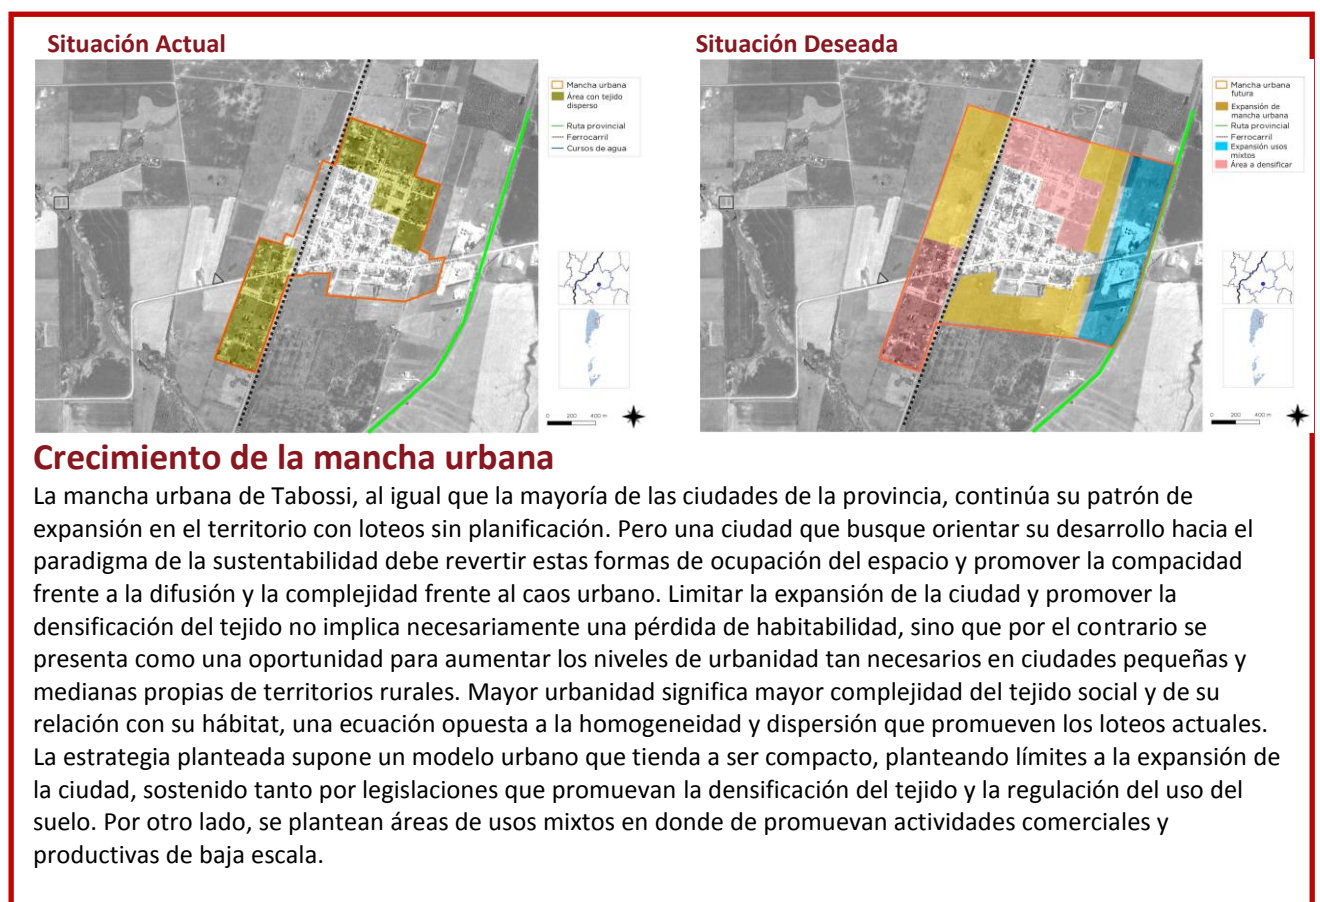 Situación Actual
Situación Deseada
Mancha urbana
Área con tejido
disperso
Ruta provincial
Ferrocarril
Cursos de agua
0 200 400 m
Mancha urbana
futura
Expansión de
mancha urbana
Ruta provincial
Ferrocarril
Expansión usos
mixtos
Área a densificar
0 200 400 m
Crecimiento de la mancha urbana
La mancha urbana de Tabossi, al igual que la mayoría de las ciudades de la provincia, continúa su patrón de
expansión en el territorio con loteos sin planificación. Pero una ciudad que busque orientar su desarrollo hacia el
paradigma de la sustentabilidad debe revertir estas formas de ocupación del espacio y promover la compacidad
frente a la difusión y la complejidad frente al caos urbano. Limitar la expansión de la ciudad y promover la
densificación del tejido no implica necesariamente una pérdida de habitabilidad, sino que por el contrario se
presenta como una oportunidad para aumentar los niveles de urbanidad tan necesarios en ciudades pequeñas y
medianas propias de territorios rurales. Mayor urbanidad significa mayor complejidad del tejido social y de su
relación con su hábitat, una ecuación opuesta a la homogeneidad y dispersión que promueven los loteos actuales.
La estrategia planteada supone un modelo urbano que tienda a ser compacto, planteando límites a la expansión de
la ciudad, sostenido tanto por legislaciones que promuevan la densificación del tejido y la regulación del uso del
suelo. Por otro lado, se plantean áreas de usos mixtos en donde de promuevan actividades comerciales y
productivas de baja escala.